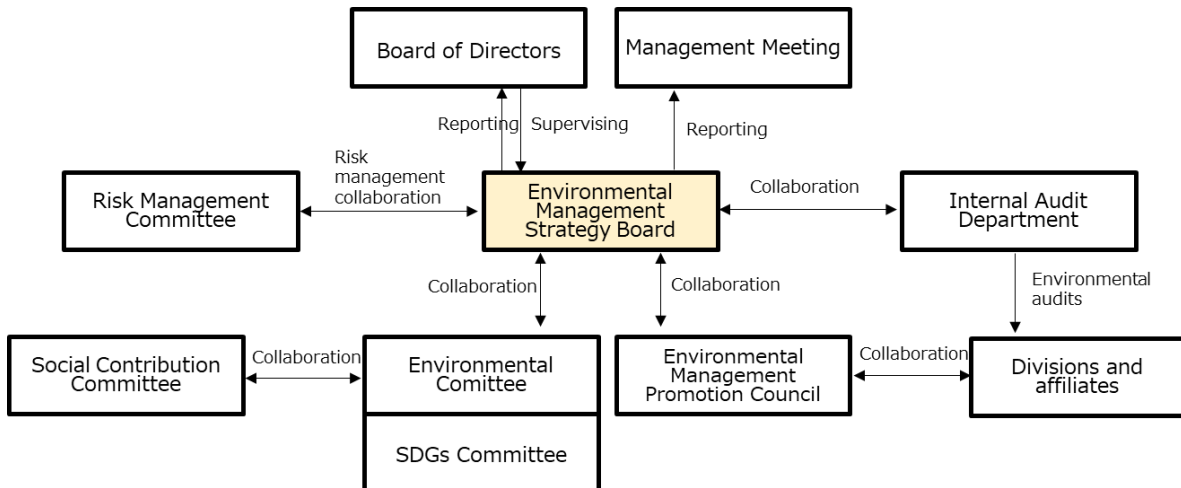 Board of Directors
Management Meeting
Reporting
Supervising
Reporting
Risk
management
collaboration
Risk Management
Committee
Environmental
Management
Strategy Board
Collaboration
Internal Audit
Department
Collaboration
Collaboration
Environmental
audits
Social Contribution
Committee
Collaboration
Environmental
Comittee
Environmental
Management
Promotion Council
Collaboration
Divisions and
affiliates
SDGs Committee